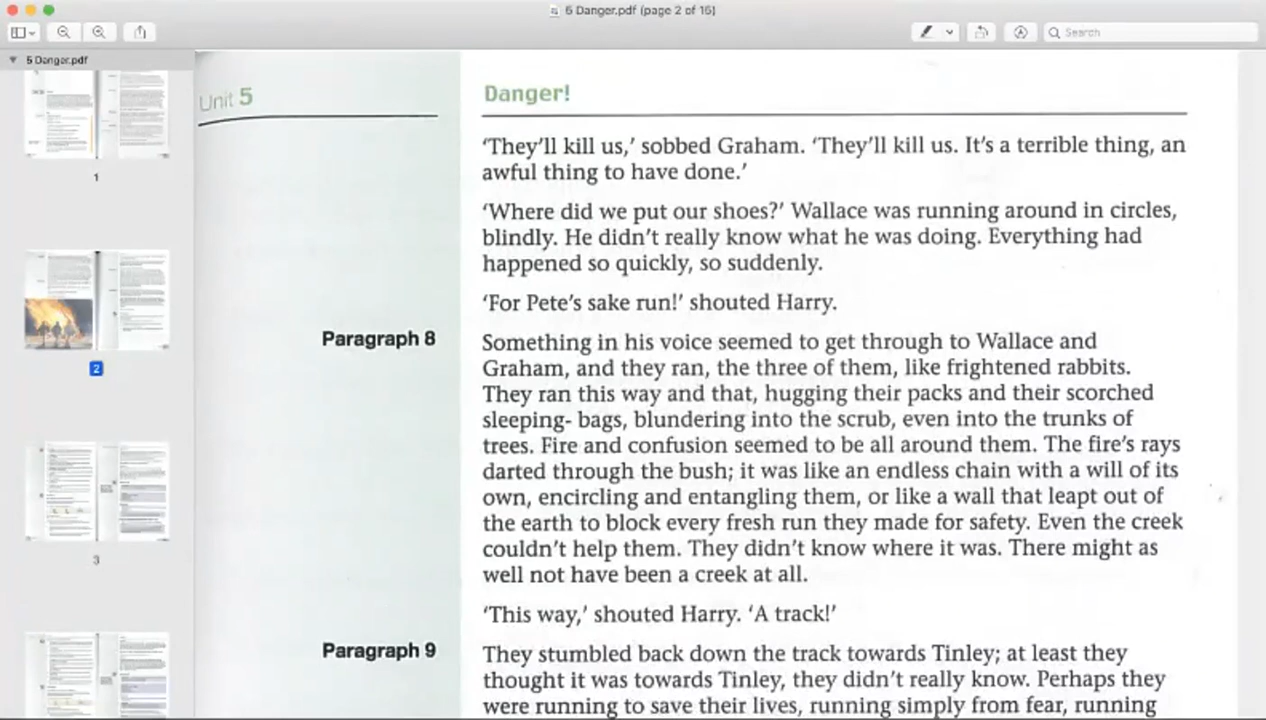 5 Danger.pdf (page 2 of 15)
Search
5 Danger.pdf
1
2
3
Unit 5
Danger!
‘They’ll kill us,’ sobbed Graham. ‘They’ll kill us. It’s a terrible thing, an
awful thing to have done.’
‘Where did we put our shoes?’ Wallace was running around in circles,
blindly. He didn’t really know what he was doing. Everything had
happened so quickly, so suddenly.
‘For Pete’s sake run!’ shouted Harry.
Paragraph 8
Something in his voice seemed to get through to Wallace and
Graham, and they ran, the three of them, like frightened rabbits.
They ran this way and that, hugging their packs and their scorched
sleeping- bags, blundering into the scrub, even into the trunks of
trees. Fire and confusion seemed to be all around them. The fire’s rays
darted through the bush; it was like an endless chain with a will of its
own, encircling and entangling them, or like a wall that leapt out of
the earth to block every fresh run they made for safety. Even the creek
couldn’t help them. They didn’t know where it was. There might as
well not have been a creek at all.
‘This way,’ shouted Harry. ‘A track!’
Paragraph 9
They stumbled back down the track towards Tinley; at least they
thought it was towards Tinley, they didn’t really know. Perhaps they
were running to save their lives, running simply from fear, running